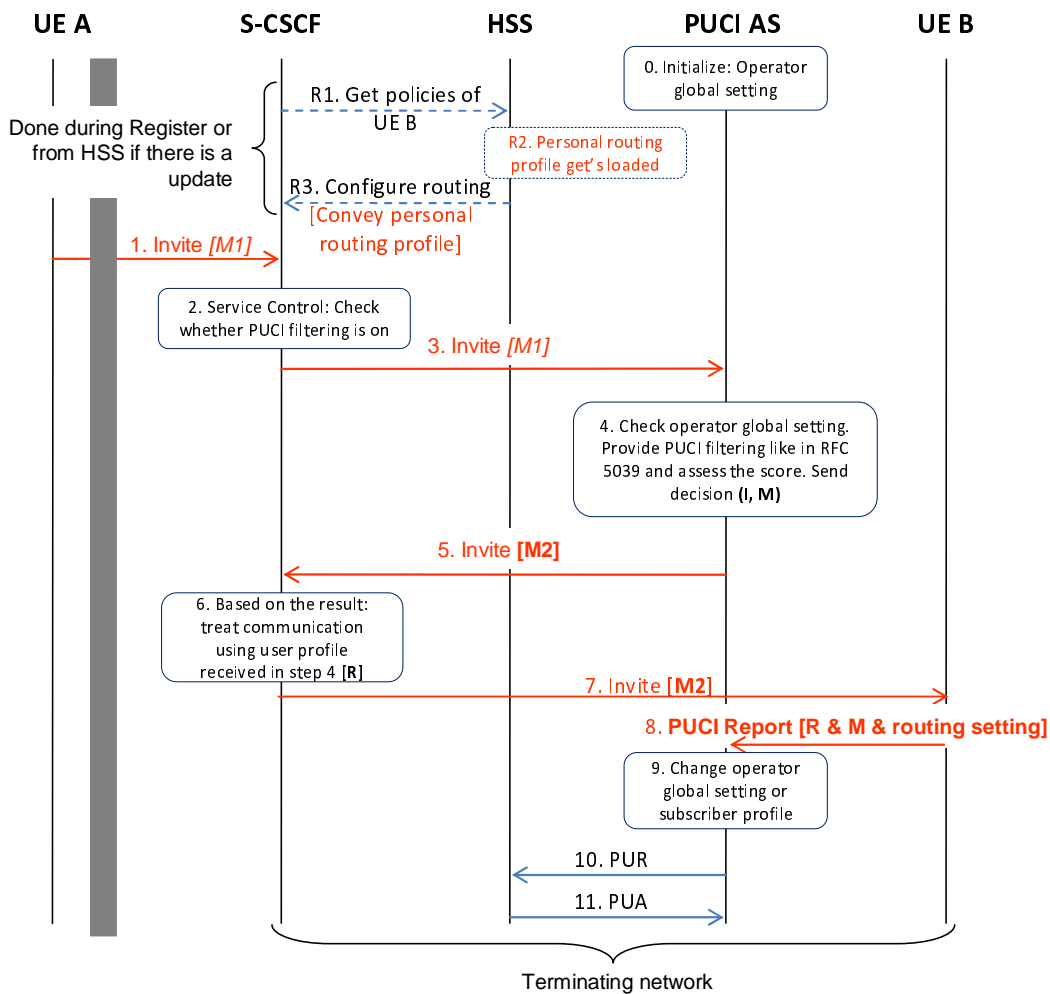 UE A
S-CSCF
HSS
PUCI AS
UE B
0. Initialize: Operator
global setting
R1. Get policies of
UE B
Done during Register or
from HSS if there is a
update
R2. Personal routing
profile get's loaded
R3. Configure routing
[Convey personal
routing profile]
1. Invite [M1]
2. Service Control: Check
whether PUCI filtering is on
3. Invite [M1]
4. Check operator global setting.
Provide PUCI filtering like in RFC
5039 and assess the score. Send
decision (I, M)
5. Invite [M2]
6. Based on the result:
treat communication
using user profile
received in step 4 [R]
7. Invite [M2]
8. PUCI Report [R & M & routing setting]
9. Change operator
global setting or
subscriber profile
10. PUR
11. PUA
Terminating network